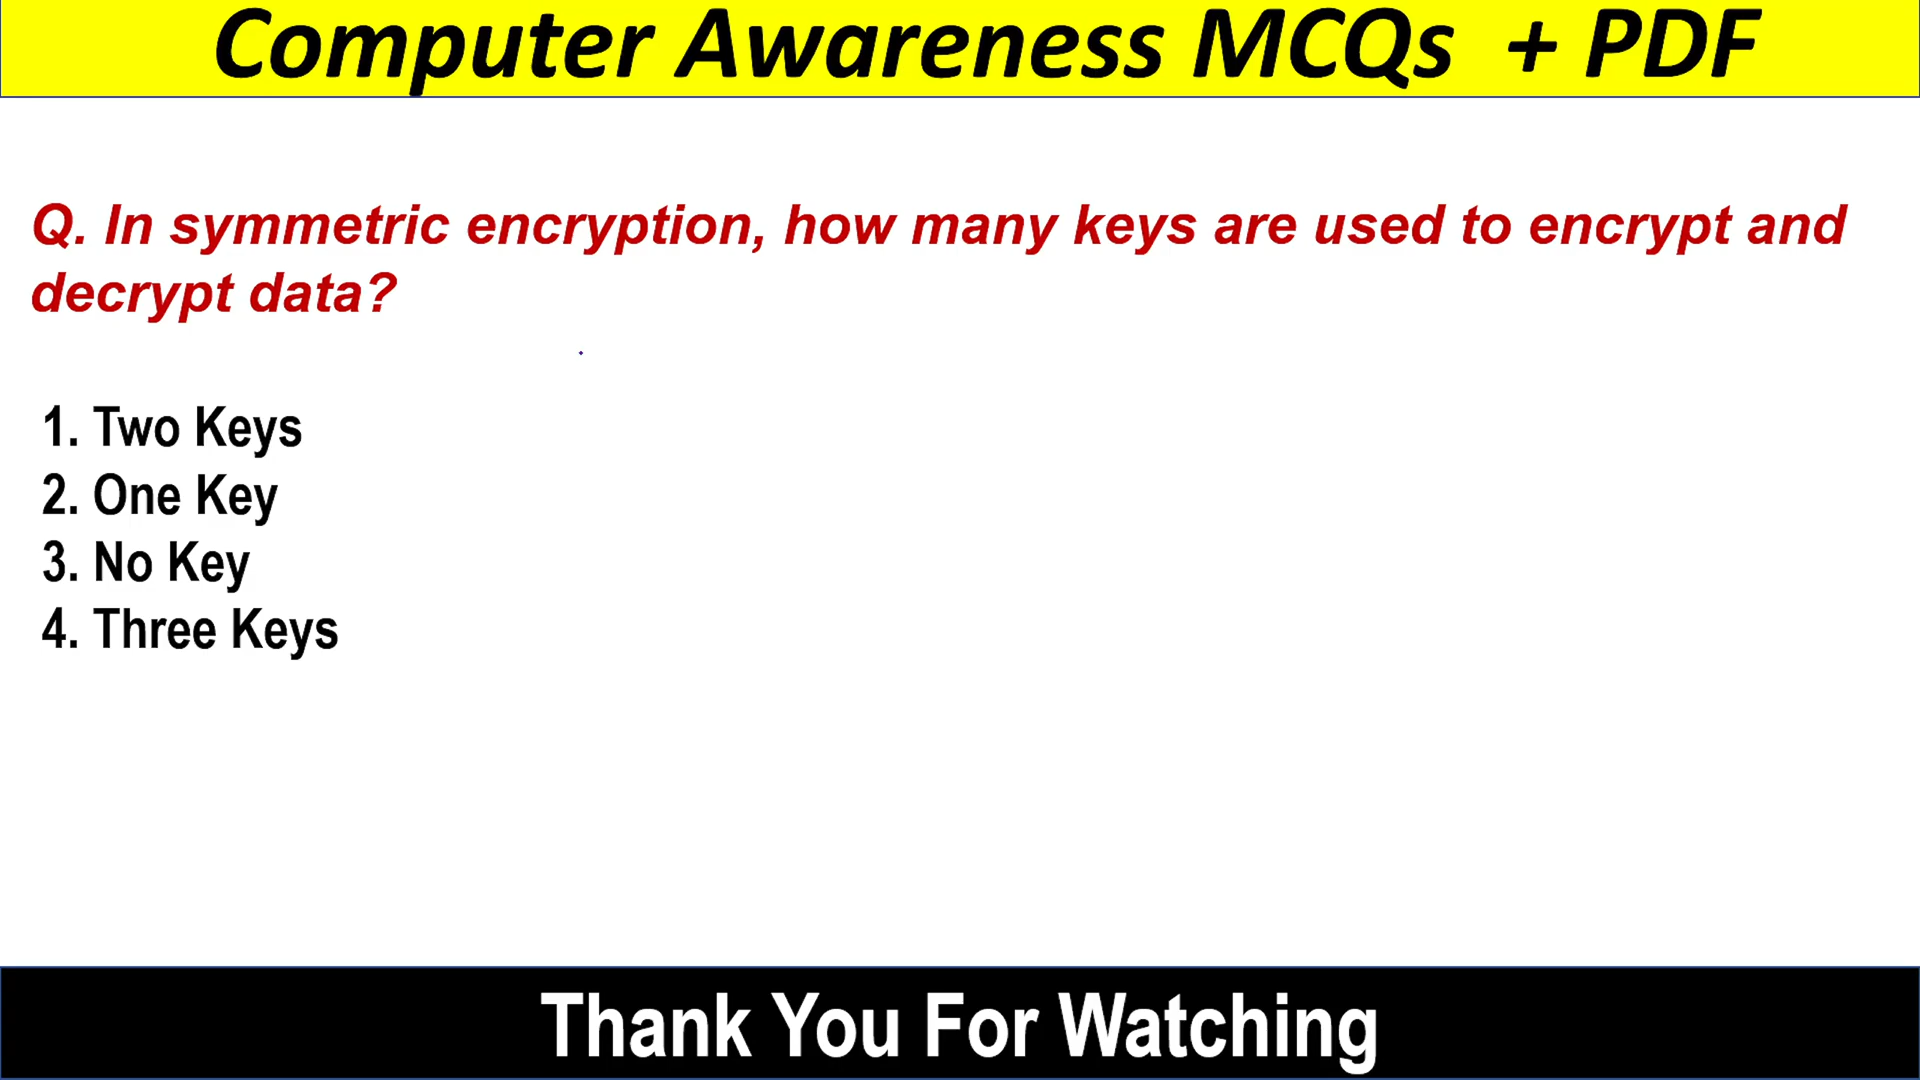 Computer Awareness MCQs + PDF
Q. In symmetric encryption, how many keys are used to encrypt and
decrypt data?
1. Two Keys
2. One Key
3. No Key
4. Three Keys
Thank You For Watching